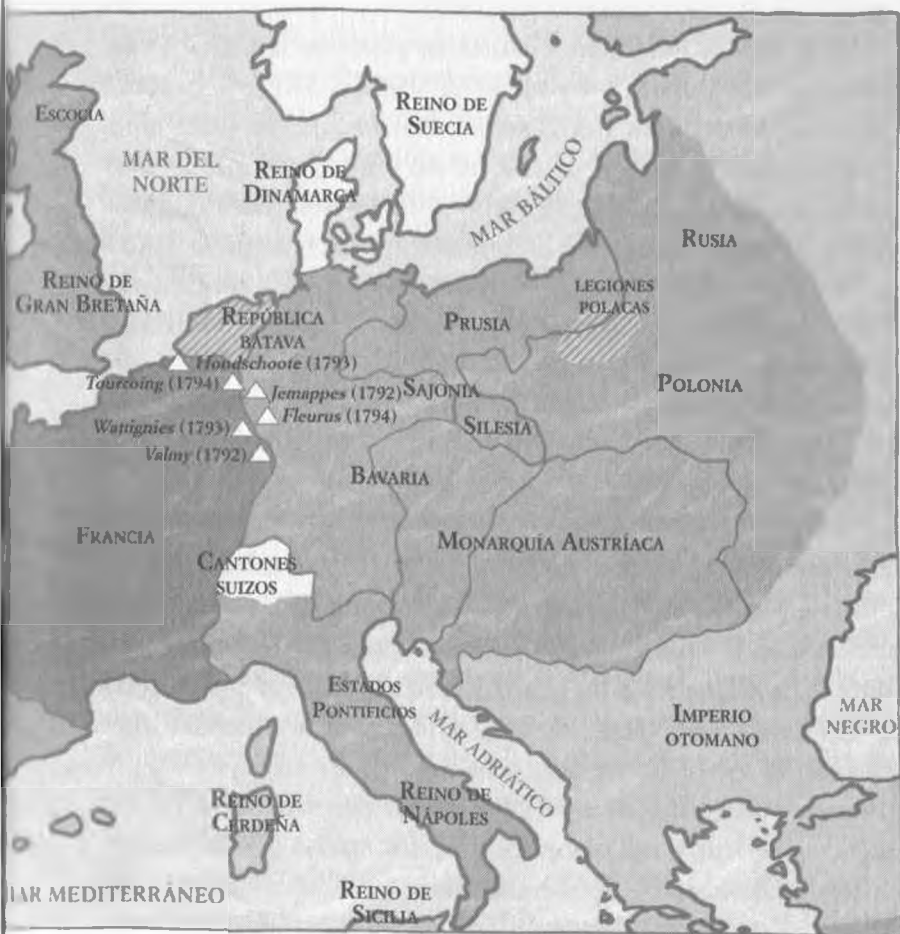 ESCOCIA
MAR DEL
NORTE
REINO DE
SUECIA
REINO DE
DINAMARCA
MAR BÁLTICO
RUSIA
REINO DE
GRAN BRETAÑA
REPÚBLICA
BÁTAVA
PRUSIA
LEGIONES
POLACAS
Hondschoote (1793)
Tourcoing (1794)
Jemappes (1792)
SAJONIA
POLONIA
Fleurus (1794)
Wattignies (1793)
SILESIA
Valmy (1792)
BAVARIA
FRANCIA
CANTONES
SUIZOS
MONARQUÍA AUSTRÍACA
ESTADOS
PONTIFICIOS
MAR ADRIÁTICO
IMPERIO
OTOMANO
MAR
NEGRO
REINO DE
CERDEÑA
REINO DE
NÁPOLES
MAR MEDITERRÁNEO
REINO DE
SICILIA